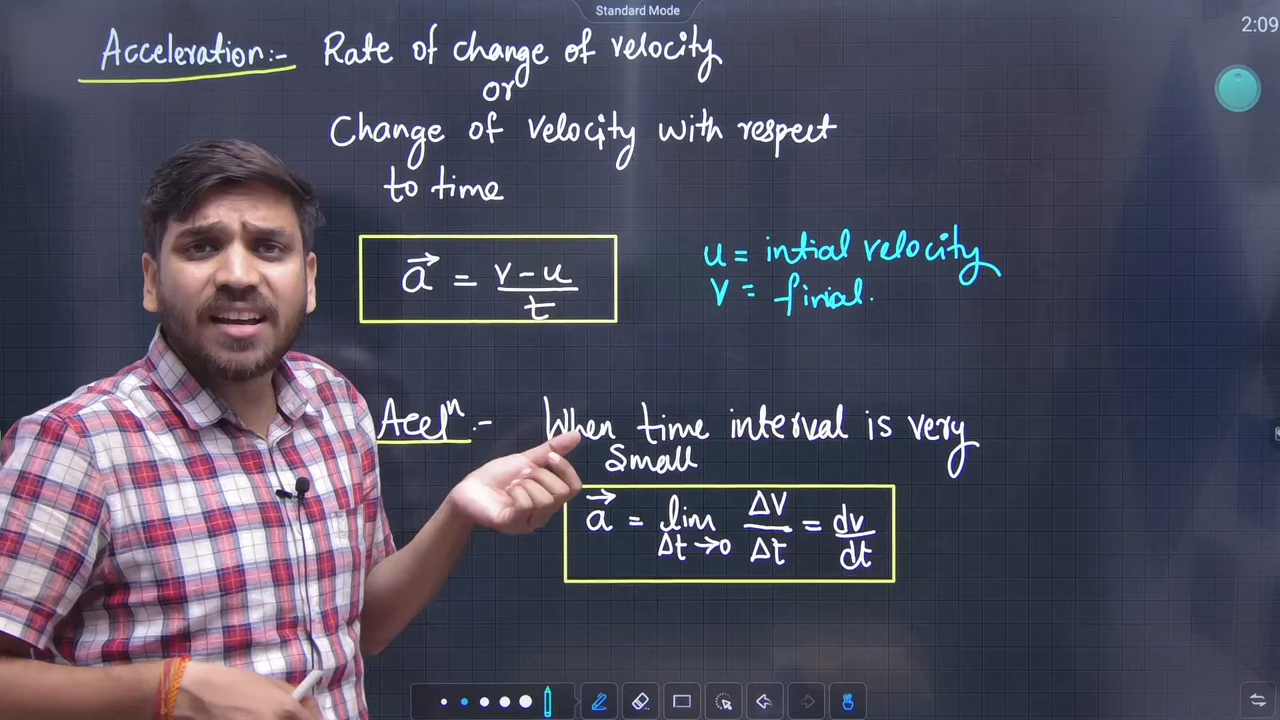 Standard Mode
2:09
Acceleration:- Rate of change of velocity
or
Change of velocity with respect
to time
a⃗ = v-u/t
u = intial velocity
v = finial.
Accelⁿ:- When time interval is very
Small
a⃗ = lim Δt→0 ΔV/Δt = dv/dt